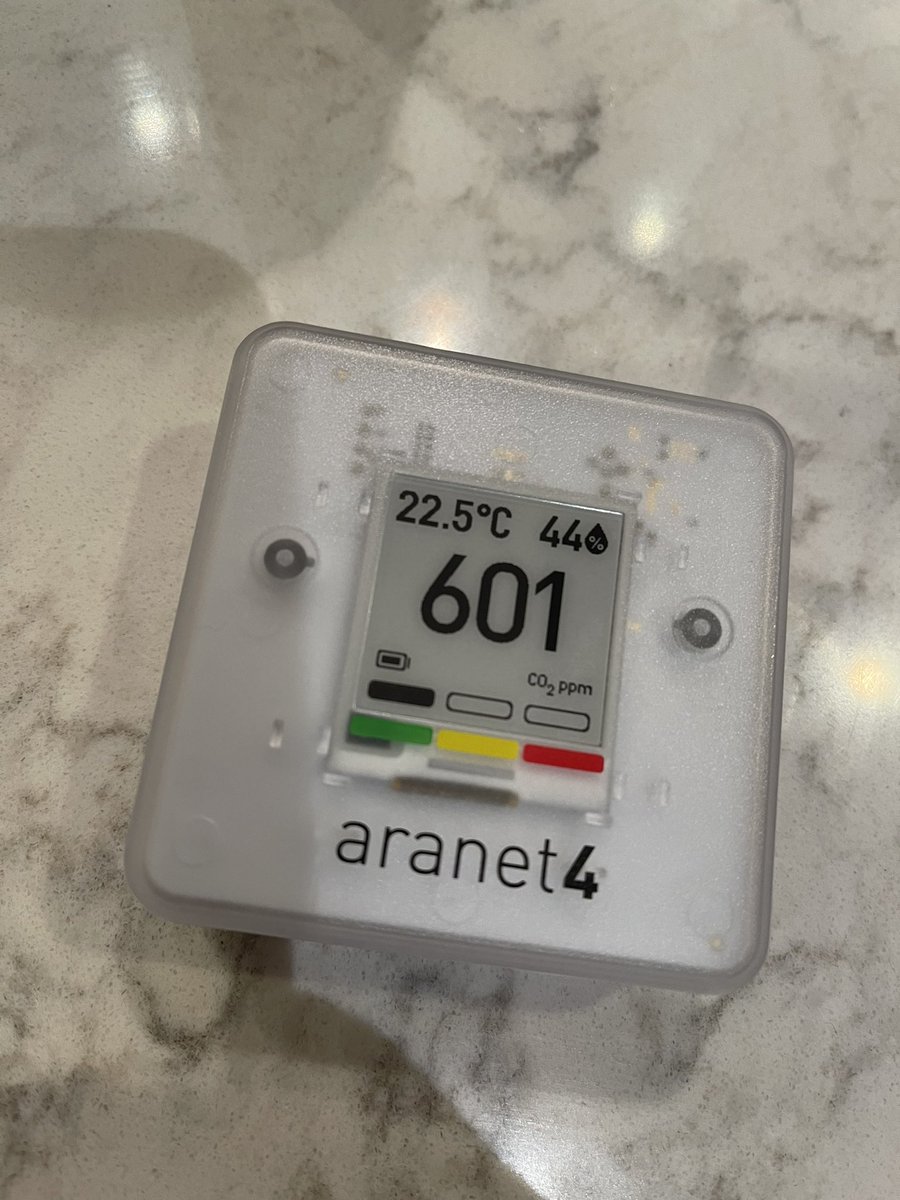 22.5°C 44%
601
CO₂ ppm
aranet4